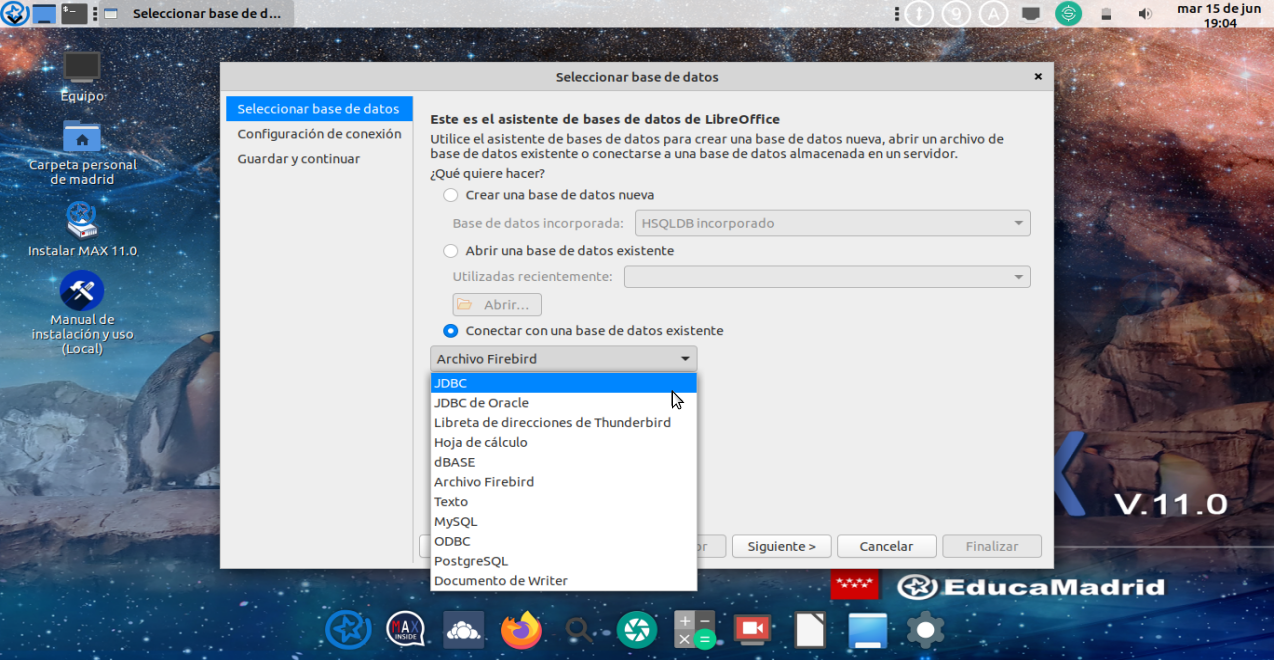 Seleccionar base de d...
mar 15 de jun
19:04
Equipo
Carpeta personal
de madrid
Instalar MAX 11.0
Manual de
instalación y uso
(Local)
Seleccionar base de datos
Seleccionar base de datos
Configuración de conexión
Guardar y continuar
Este es el asistente de bases de datos de LibreOffice
Utilice el asistente de bases de datos para crear una base de datos nueva, abrir un archivo de
base de datos existente o conectarse a una base de datos almacenada en un servidor.
¿Qué quiere hacer?
Crear una base de datos nueva
Base de datos incorporada: HSQLDB incorporado
Abrir una base de datos existente
Utilizadas recientemente:
Abrir...
Conectar con una base de datos existente
Archivo Firebird
JDBC
JDBC de Oracle
Libreta de direcciones de Thunderbird
Hoja de cálculo
dBASE
Archivo Firebird
Texto
MySQL
ODBC
PostgreSQL
Documento de Writer
Siguiente >
Cancelar
Finalizar
V.11.0
EducaMadrid
MAX
INSIDE